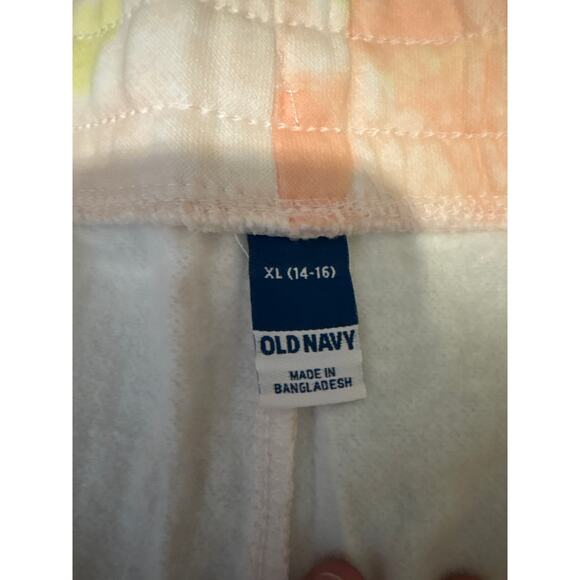 XL (14-16)
OLD NAVY
MADE IN
BANGLADESH